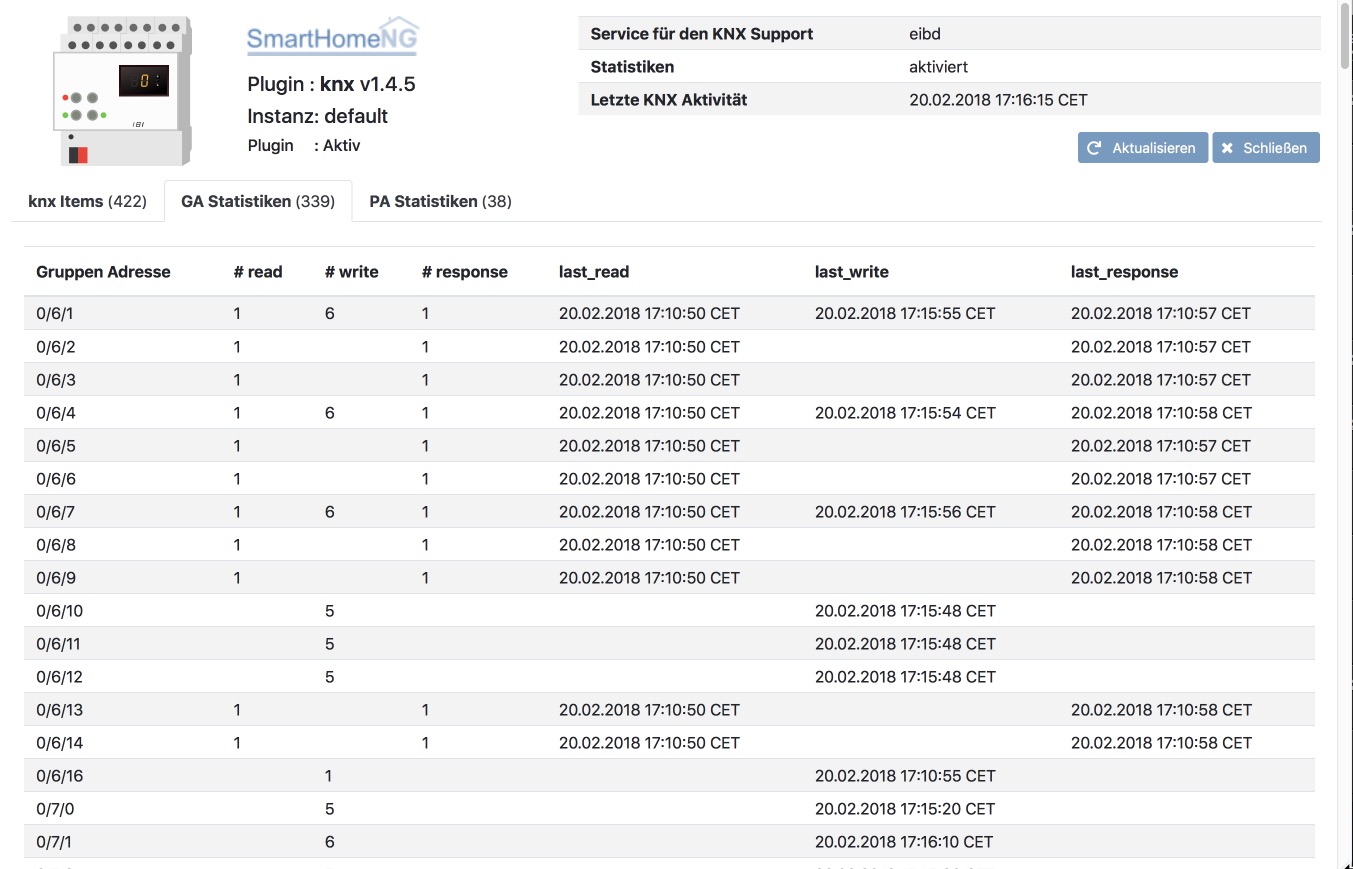 SmartHomeNG
Plugin : knx v1.4.5
Instanz: default
Plugin : Aktiv
Service für den KNX Support eibd
Statistiken aktiviert
Letzte KNX Aktivität 20.02.2018 17:16:15 CET
Aktualisieren Schließen
knx Items (422) GA Statistiken (339) PA Statistiken (38)
Gruppen Adresse # read # write # response last_read last_write last_response
0/6/1 1 6 1 20.02.2018 17:10:50 CET 20.02.2018 17:15:55 CET 20.02.2018 17:10:57 CET
0/6/2 1 1 20.02.2018 17:10:50 CET 20.02.2018 17:10:57 CET
0/6/3 1 1 20.02.2018 17:10:50 CET 20.02.2018 17:10:57 CET
0/6/4 1 6 1 20.02.2018 17:10:50 CET 20.02.2018 17:15:54 CET 20.02.2018 17:10:58 CET
0/6/5 1 1 20.02.2018 17:10:50 CET 20.02.2018 17:10:57 CET
0/6/6 1 1 20.02.2018 17:10:50 CET 20.02.2018 17:10:57 CET
0/6/7 1 6 1 20.02.2018 17:10:50 CET 20.02.2018 17:15:56 CET 20.02.2018 17:10:58 CET
0/6/8 1 1 20.02.2018 17:10:50 CET 20.02.2018 17:10:58 CET
0/6/9 1 1 20.02.2018 17:10:50 CET 20.02.2018 17:10:58 CET
0/6/10 5 20.02.2018 17:15:48 CET
0/6/11 5 20.02.2018 17:15:48 CET
0/6/12 5 20.02.2018 17:15:48 CET
0/6/13 1 1 20.02.2018 17:10:50 CET 20.02.2018 17:10:58 CET
0/6/14 1 1 20.02.2018 17:10:50 CET 20.02.2018 17:10:58 CET
0/6/16 1 20.02.2018 17:10:55 CET
0/7/0 5 20.02.2018 17:15:20 CET
0/7/1 6 20.02.2018 17:16:10 CET